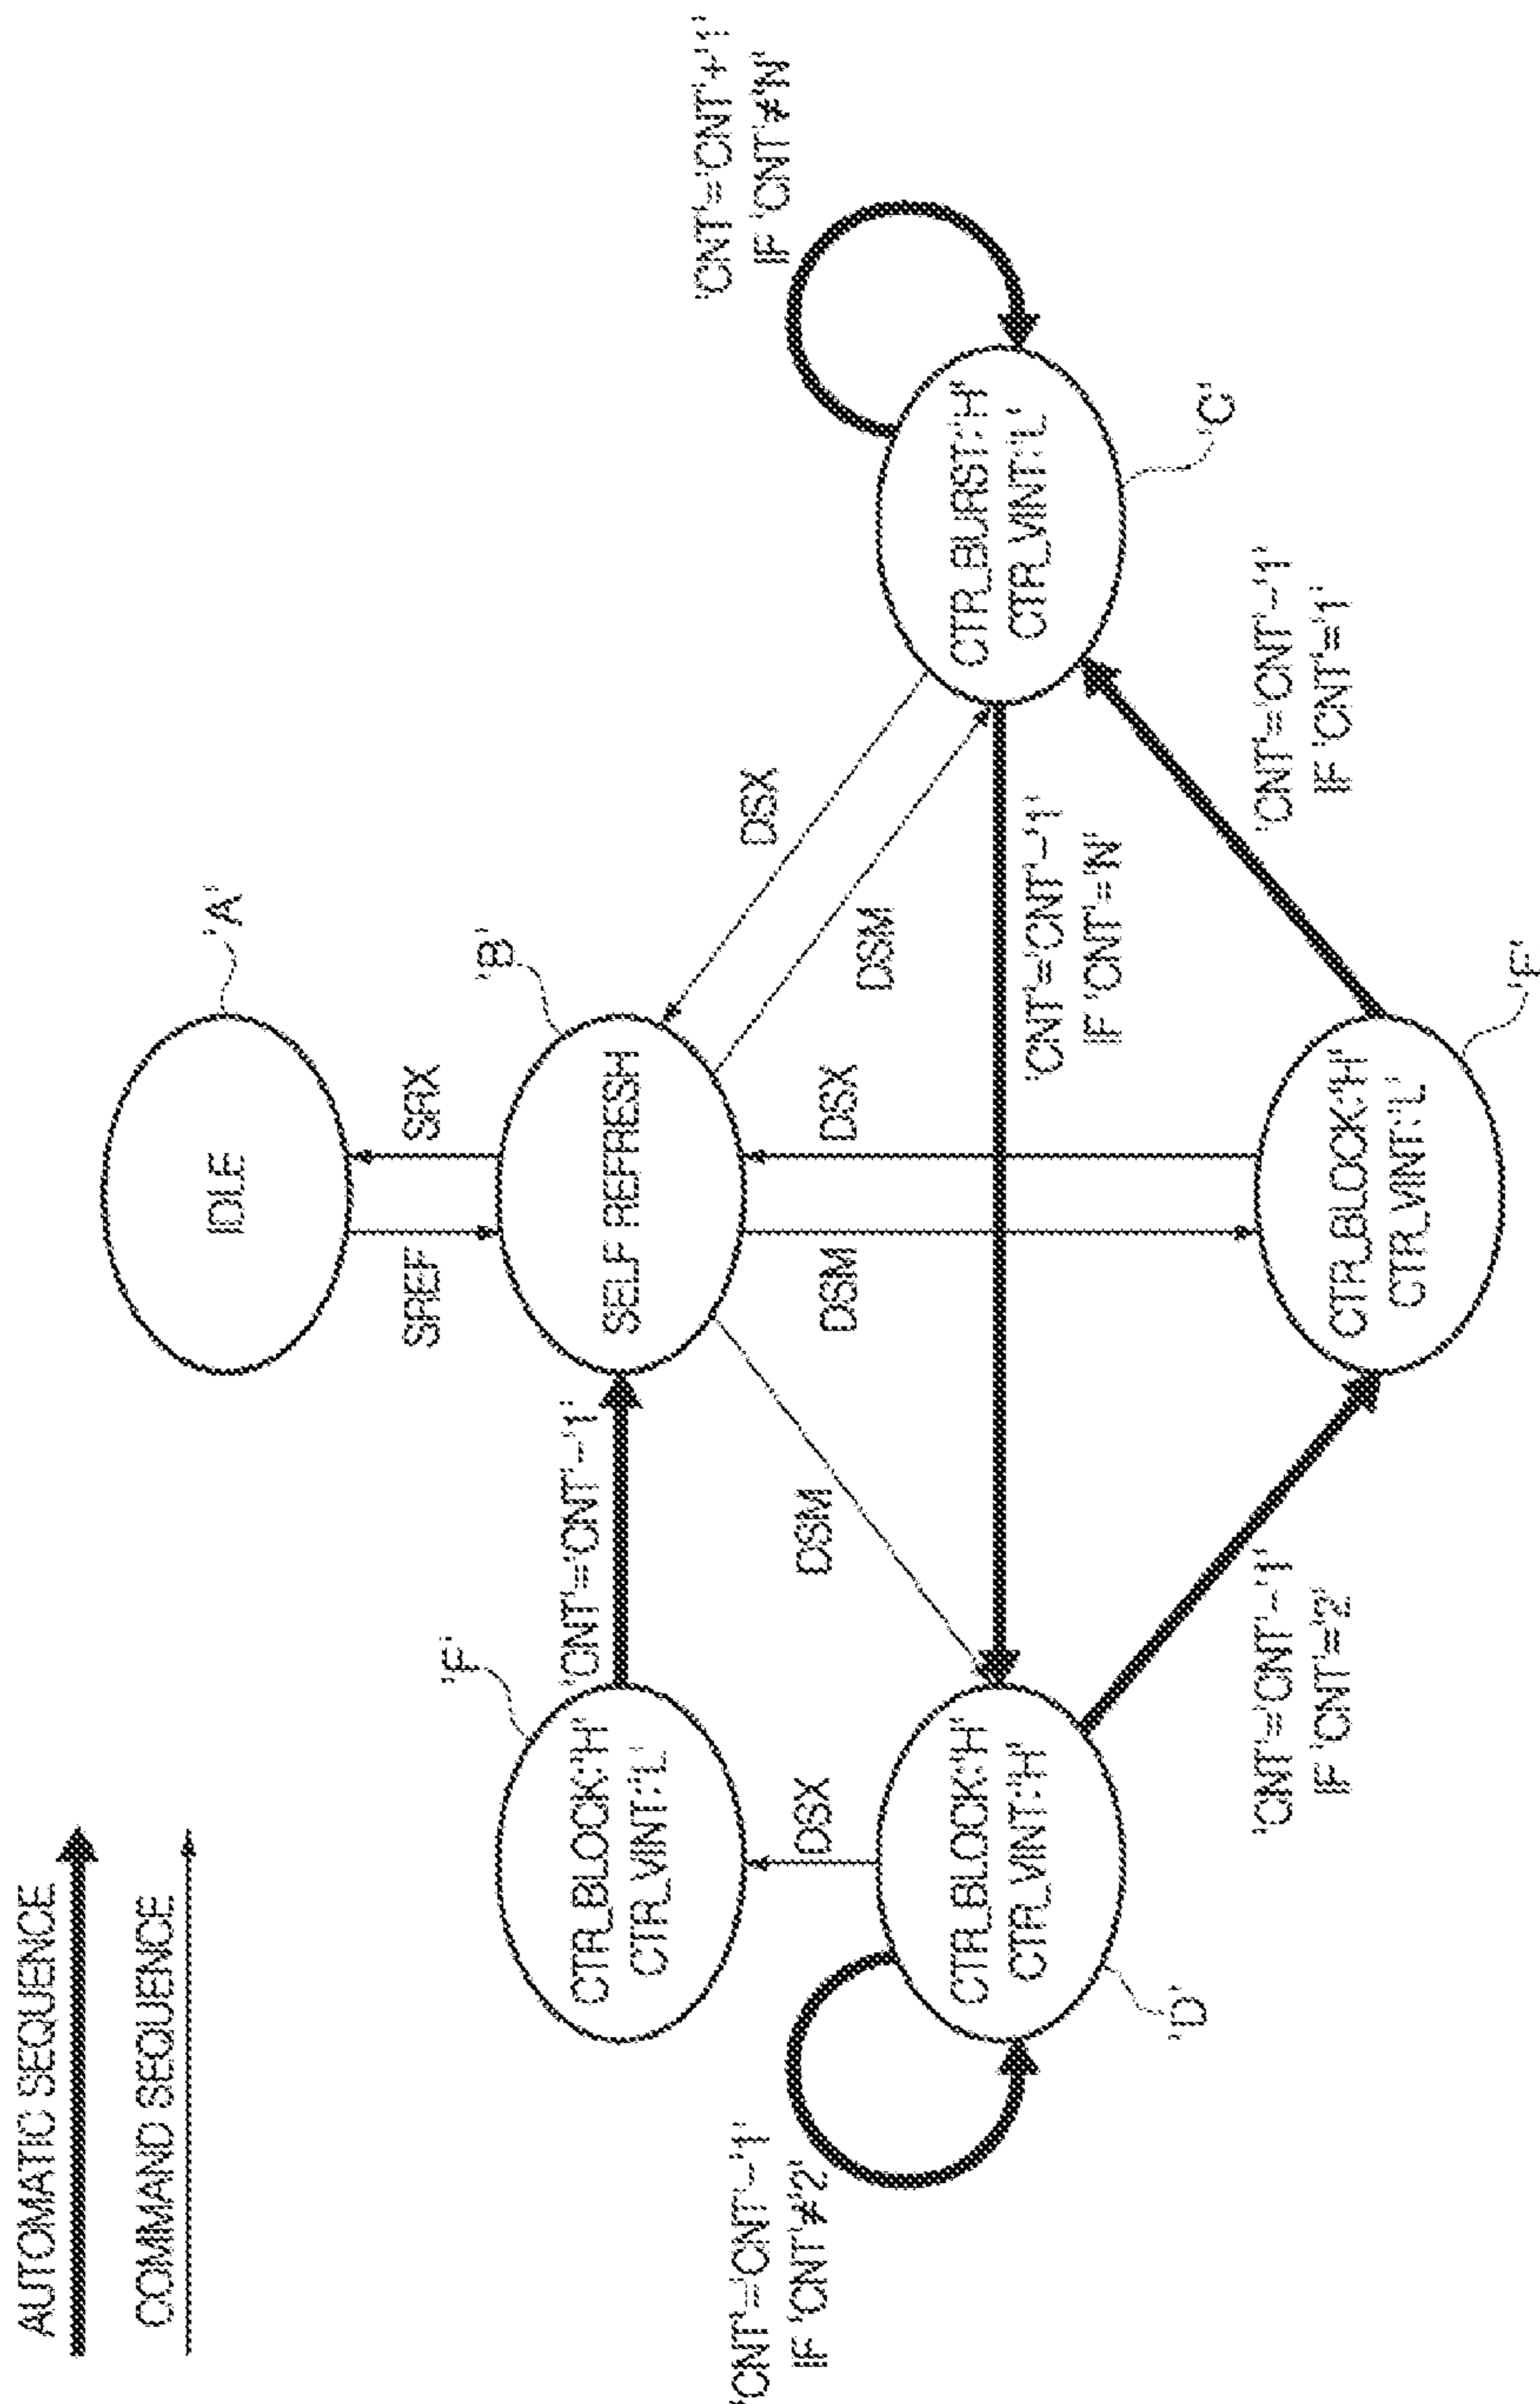 AUTOMATIC SEQUENCE
COMMAND SEQUENCE
'A'
IDLE
SREF
SRX
'F'
'B'
CTR_BLOCK:'H'
CTR_VINT:'L'
'CNT'='CNT'-'1'
SELF REFRESH
'CNT'='CNT'+'1'
IF 'CNT'≠'N'
'CNT'='CNT'-'1'
IF 'CNT'≠'2'
DSX
DSM
DSM
DSX
DSM
DSX
CTR_BLOCK:'H'
CTR_VINT:'H'
CTR_BURST:'H'
CTR_VINT:'L'
'CNT'='CNT'-'1'
IF 'CNT'='N'
'D'
'C'
'CNT'='CNT'-'1'
IF 'CNT'='2'
CTR_BLOCK:'H'
CTR_VINT:'L'
'CNT'='CNT'-'1'
IF 'CNT'='1'
'E'